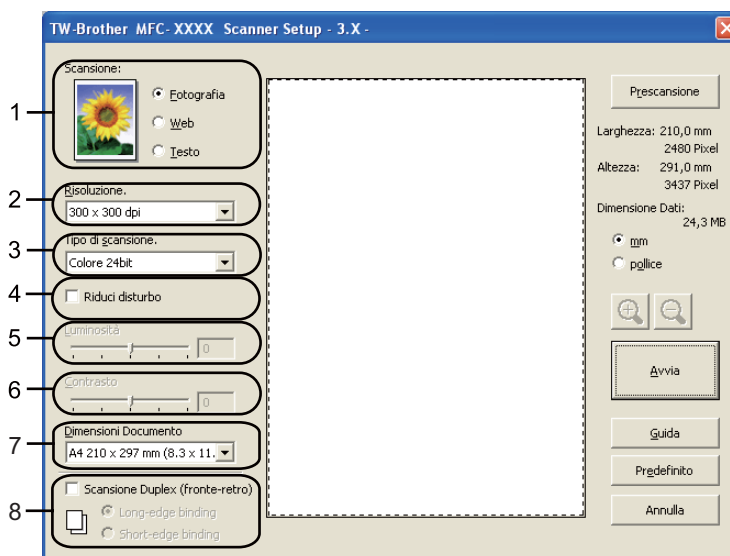 TW-Brother MFC- XXXX Scanner Setup - 3.X -
1
Scansione:
Fotografia
Web
Testo
2
Risoluzione.
300 x 300 dpi
3
Tipo di scansione.
Colore 24bit
4
Riduci disturbo
5
Luminosità
0
6
Contrasto
0
7
Dimensioni Documento
A4 210 x 297 mm (8.3 x 11.
8
Scansione Duplex (fronte-retro)
Long-edge binding
Short-edge binding
Prescansione
Larghezza: 210,0 mm
2480 Pixel
Altezza: 291,0 mm
3437 Pixel
Dimensione Dati:
24,3 MB
mm
pollice
Avvia
Guida
Predefinito
Annulla